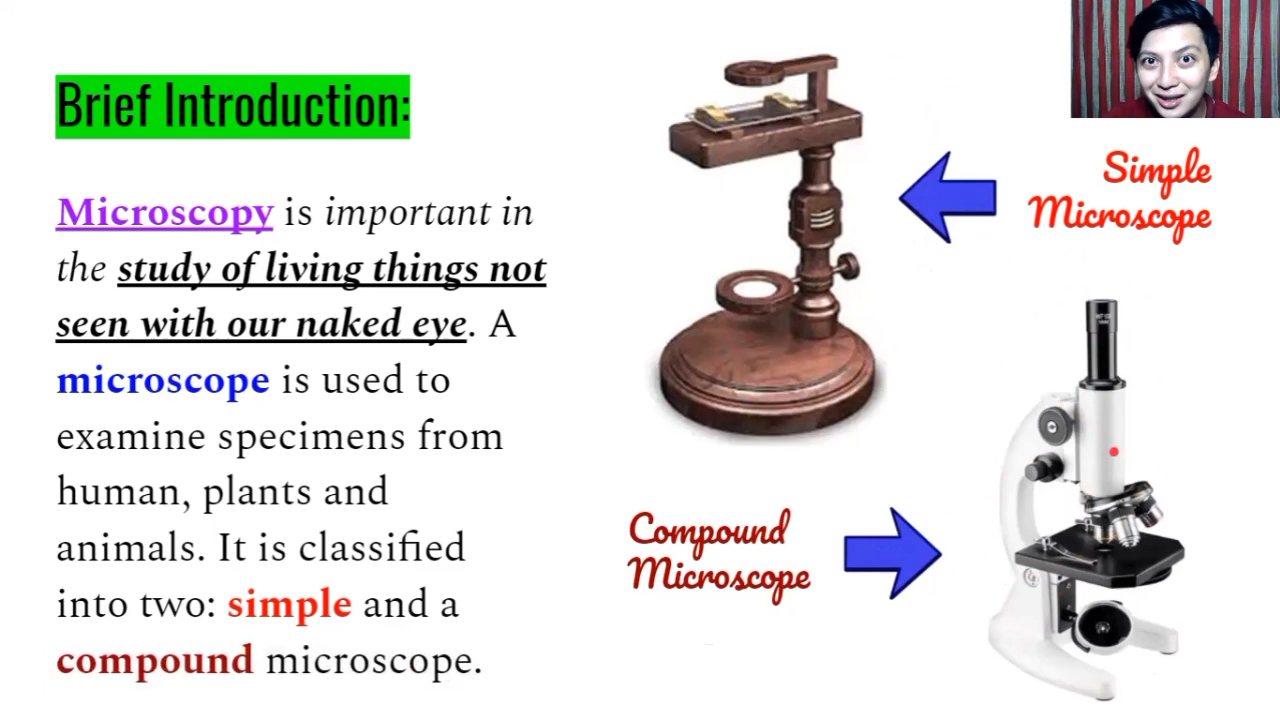 Brief Introduction:
Microscopy is important in
the study of living things not
seen with our naked eye. A
microscope is used to
examine specimens from
human, plants and
animals. It is classified
into two: simple and a
compound microscope.
Simple
Microscope
Compound
Microscope